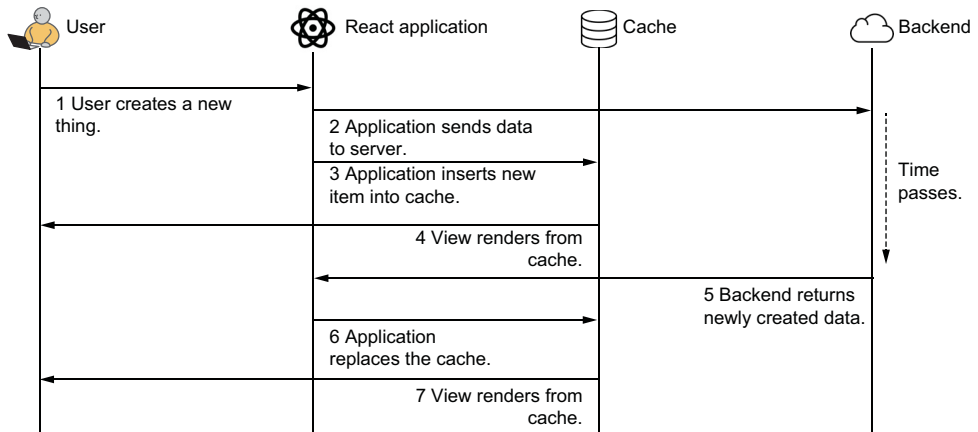 User
React application
Cache
Backend
1 User creates a new
thing.
2 Application sends data
to server.
3 Application inserts new
item into cache.
Time
passes.
4 View renders from
cache.
5 Backend returns
newly created data.
6 Application
replaces the cache.
7 View renders from
cache.